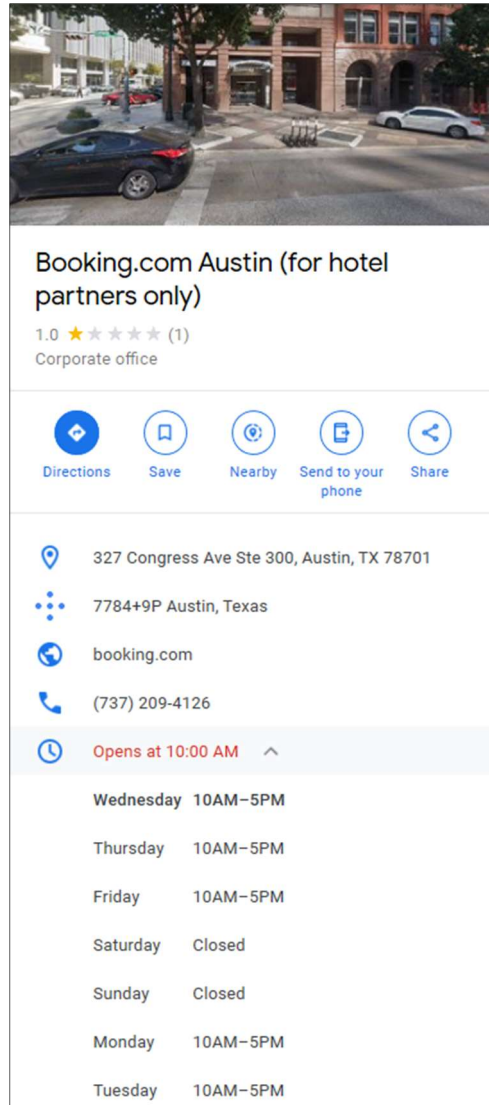 Booking.com Austin (for hotel
partners only)
1.0 (1)
Corporate office
Directions
Save
Nearby
Send to your
phone
Share
327 Congress Ave Ste 300, Austin, TX 78701
7784+9P Austin, Texas
booking.com
(737) 209-4126
Opens at 10:00 AM
Wednesday 10AM–5PM
Thursday 10AM–5PM
Friday 10AM–5PM
Saturday Closed
Sunday Closed
Monday 10AM–5PM
Tuesday 10AM–5PM